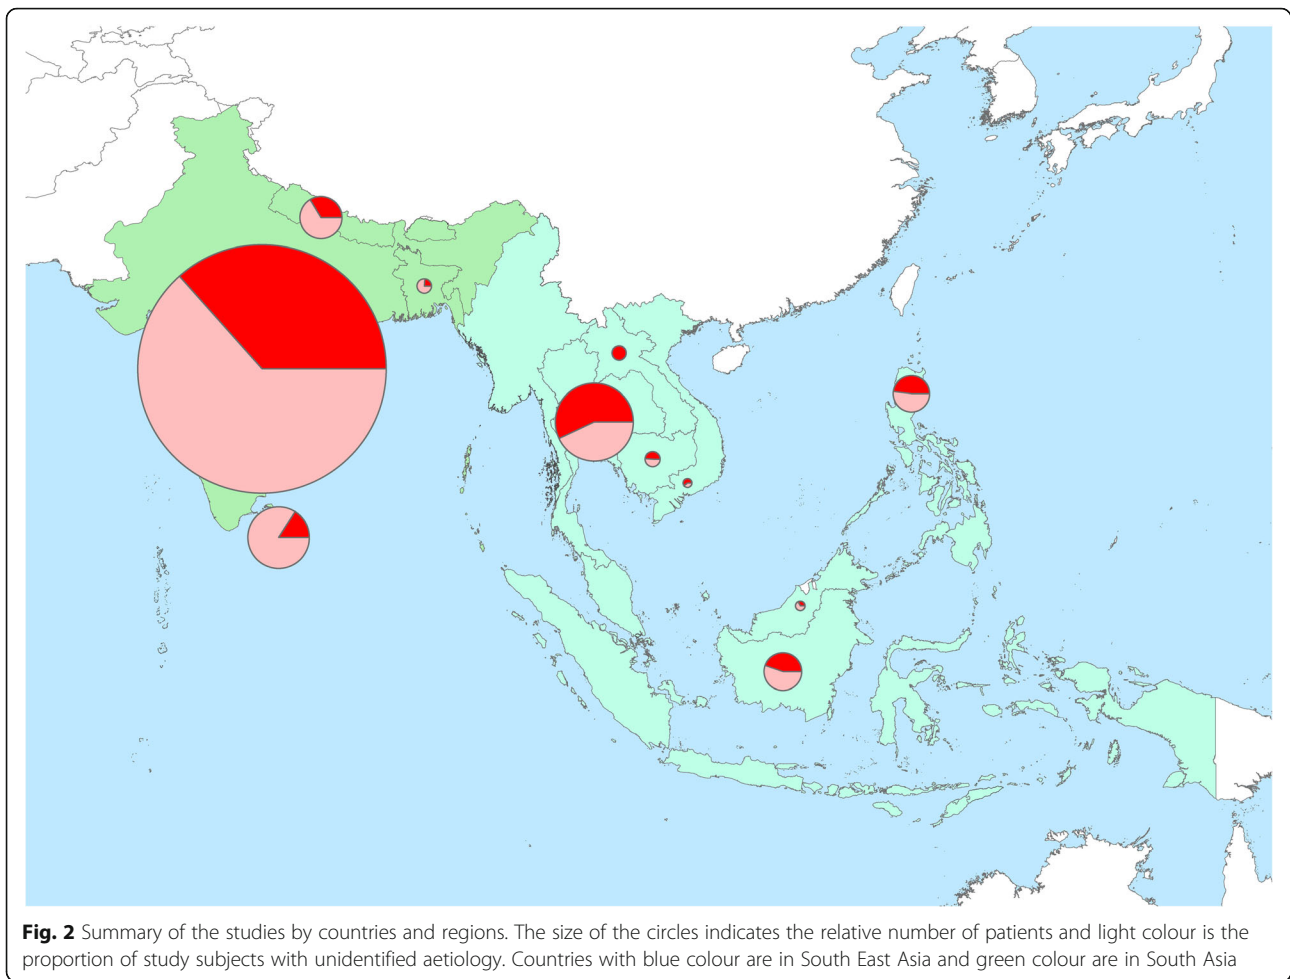 Fig. 2 Summary of the studies by countries and regions. The size of the circles indicates the relative number of patients and light colour is the
proportion of study subjects with unidentified aetiology. Countries with blue colour are in South East Asia and green colour are in South Asia